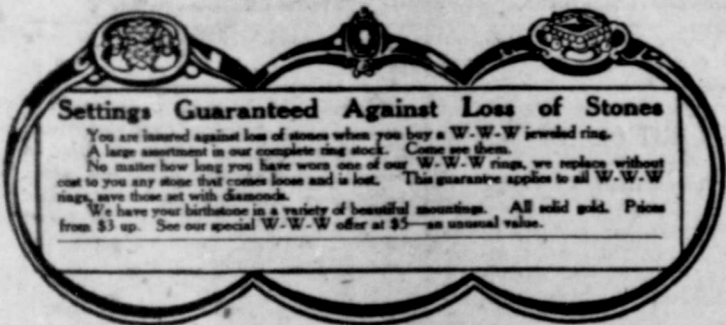 Settings Guaranteed Against Loss of Stones
You are insured against loss of stones when you buy a W-W-W jeweled ring.
A large assortment in our complete ring stock. Come see them.
No matter how long you have worn one of our W-W-W rings, we replace without
cost to you any stone that comes loose and is lost. This guarantee applies to all W-W-W
rings, save those set with diamonds.
We have your birthstone in a variety of beautiful mountings. All solid gold. Prices
from $3 up. See our special W-W-W offer at $5—an unusual value.